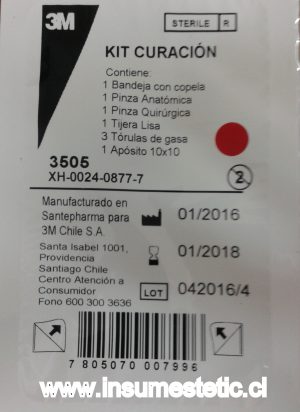 3M
STERILE R
KIT CURACIÓN
Contiene:
1 Bandeja con copela
1 Pinza Anatómica
1 Pinza Quirúrgica
1 Tijera Lisa
3 Tórulas de gasa
1 Apósito 10x10
3505
XH-0024-0877-7
2
Manufacturado en
Santepharma para
3M Chile S.A.
01/2016
Santa Isabel 1001,
Providencia
Santiago Chile
Centro Atención a
Consumidor
Fono 600 300 3636
01/2018
LOT 042016/4
7 805070 007996
www.insumestetic.cl